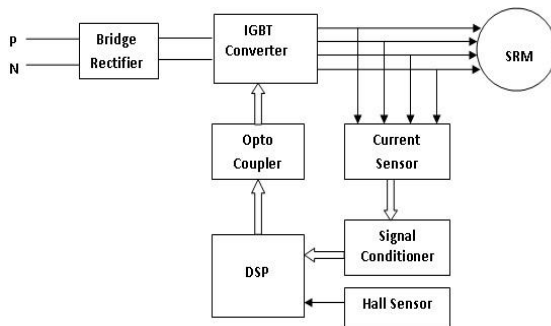 P
N
Bridge
Rectifier
IGBT
Converter
SRM
Opto
Coupler
Current
Sensor
DSP
Signal
Conditioner
Hall Sensor